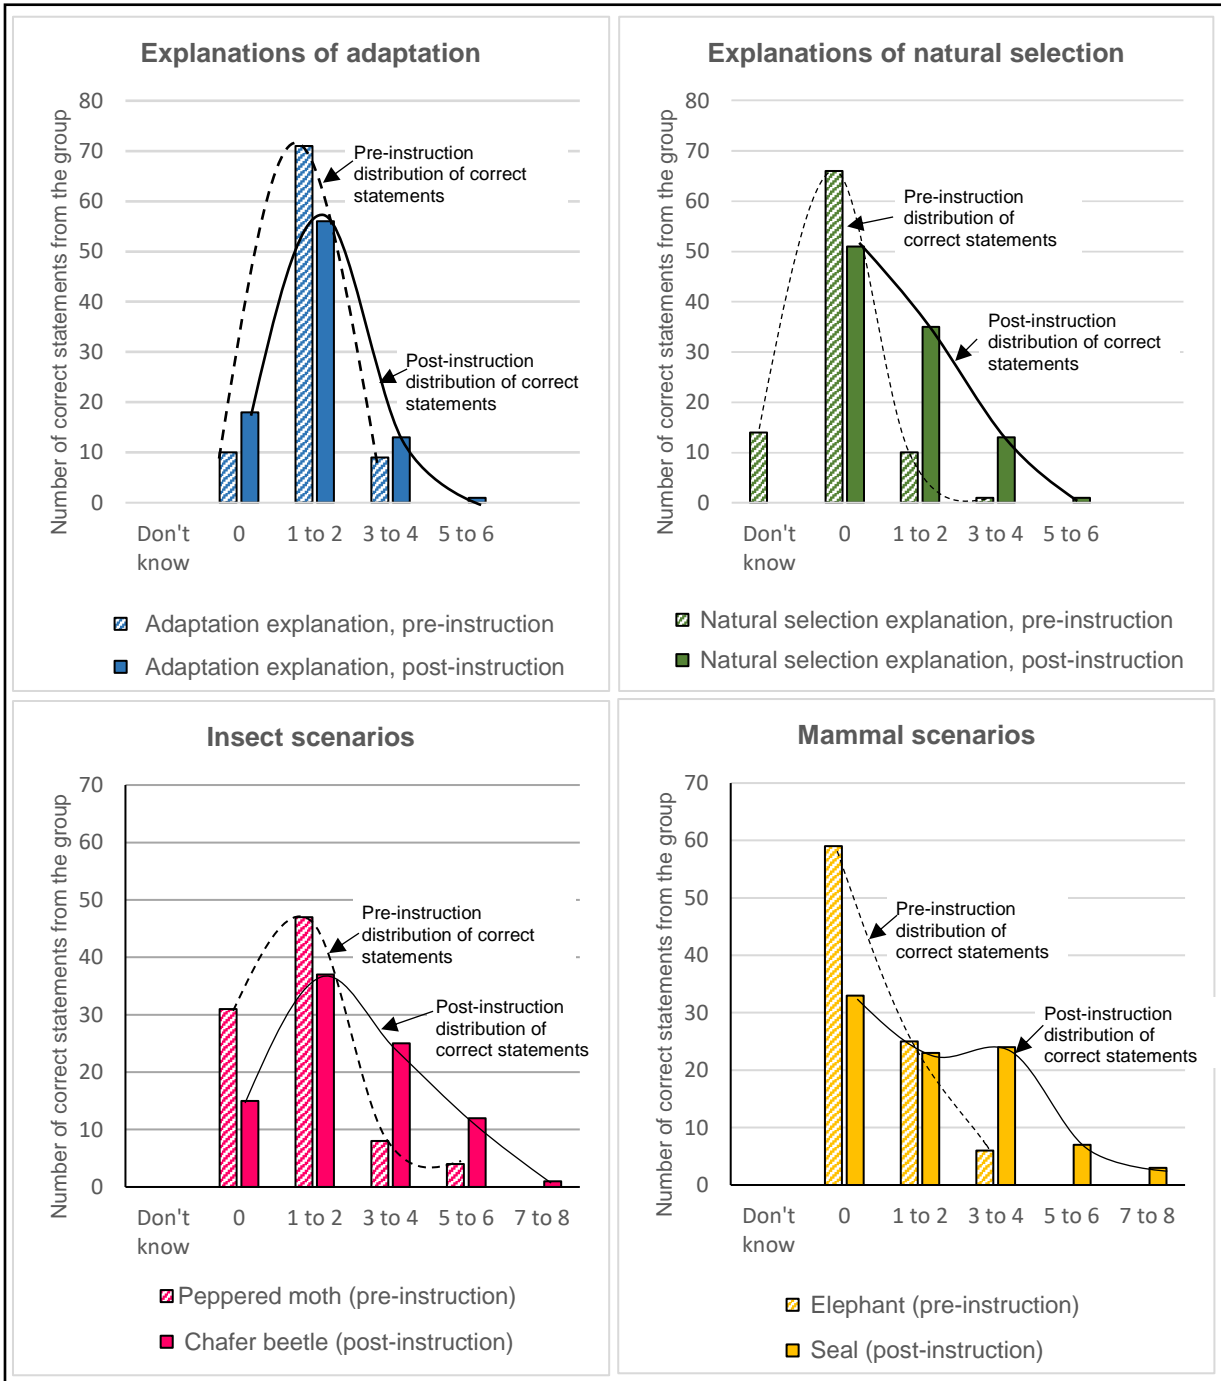 Explanations of adaptation
Number of correct statements from the group
80
70
60
50
40
30
20
10
0
Pre-instruction
distribution of correct
statements
Post-instruction
distribution of correct
statements
Don't
know
0
1 to 2
3 to 4
5 to 6
Adaptation explanation, pre-instruction
Adaptation explanation, post-instruction
Explanations of natural selection
Number of correct statements from the group
80
70
60
50
40
30
20
10
0
Pre-instruction
distribution of
correct statements
Post-instruction
distribution of correct
statements
Don't
know
0
1 to 2
3 to 4
5 to 6
Natural selection explanation, pre-instruction
Natural selection explanation, post-instruction
Insect scenarios
Number of correct statements from the group
70
60
50
40
30
20
10
0
Pre-instruction
distribution of correct
statements
Post-instruction
distribution of
correct statements
Don't
know
0
1 to 2
3 to 4
5 to 6
7 to 8
Peppered moth (pre-instruction)
Chafer beetle (post-instruction)
Mammal scenarios
Number of correct statements from the group
70
60
50
40
30
20
10
0
Pre-instruction
distribution of
correct statements
Post-instruction
distribution of
correct statements
Don't
know
0
1 to 2
3 to 4
5 to 6
7 to 8
Elephant (pre-instruction)
Seal (post-instruction)